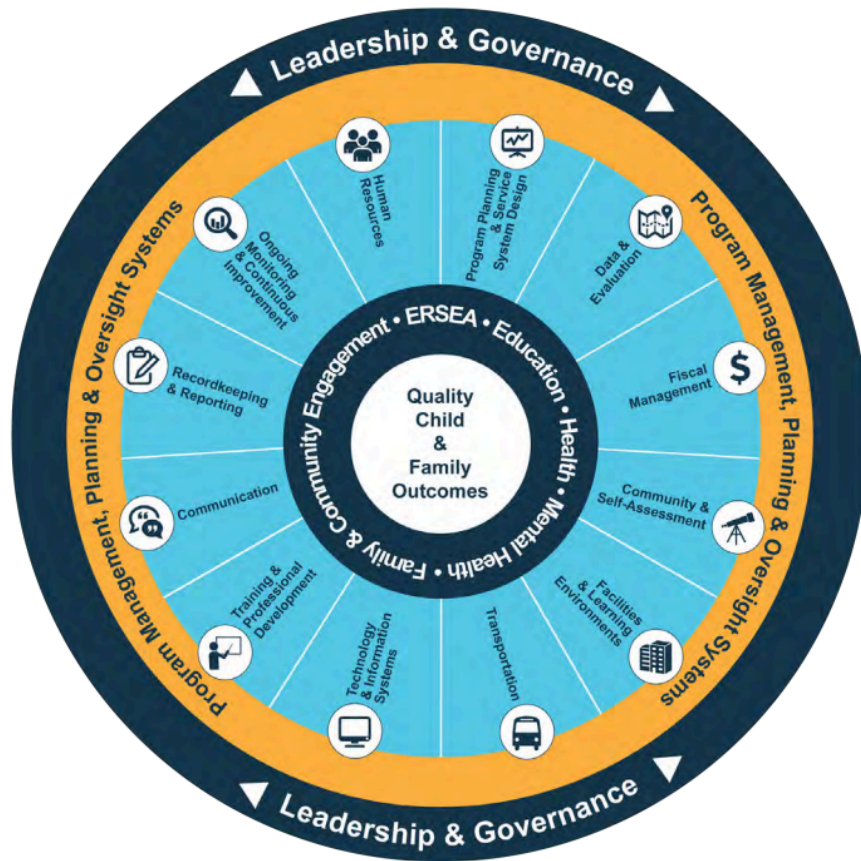 Leadership & Governance
Program Management, Planning & Oversight Systems
Program Management, Planning & Oversight Systems
Human
Resources
Program Planning
& Service
System Design
Data &
Evaluation
Fiscal
Management
Community &
Self-Assessment
Facilities
& Learning
Environments
Transportation
Technology
& Information
Systems
Training &
Professional
Development
Communication
Recordkeeping
& Reporting
Ongoing
Monitoring
& Continuous
Improvement
Family & Community Engagement • ERSEA • Education • Health • Mental Health •
Quality
Child
&
Family
Outcomes
Leadership & Governance